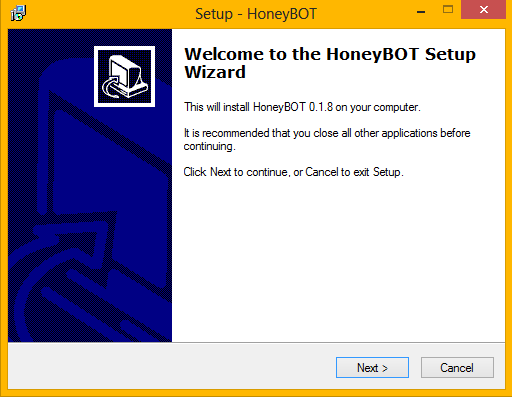 Setup - HoneyBOT
Welcome to the HoneyBOT Setup
Wizard
This will install HoneyBOT 0.1.8 on your computer.
It is recommended that you close all other applications before
continuing.
Click Next to continue, or Cancel to exit Setup.
Next >
Cancel